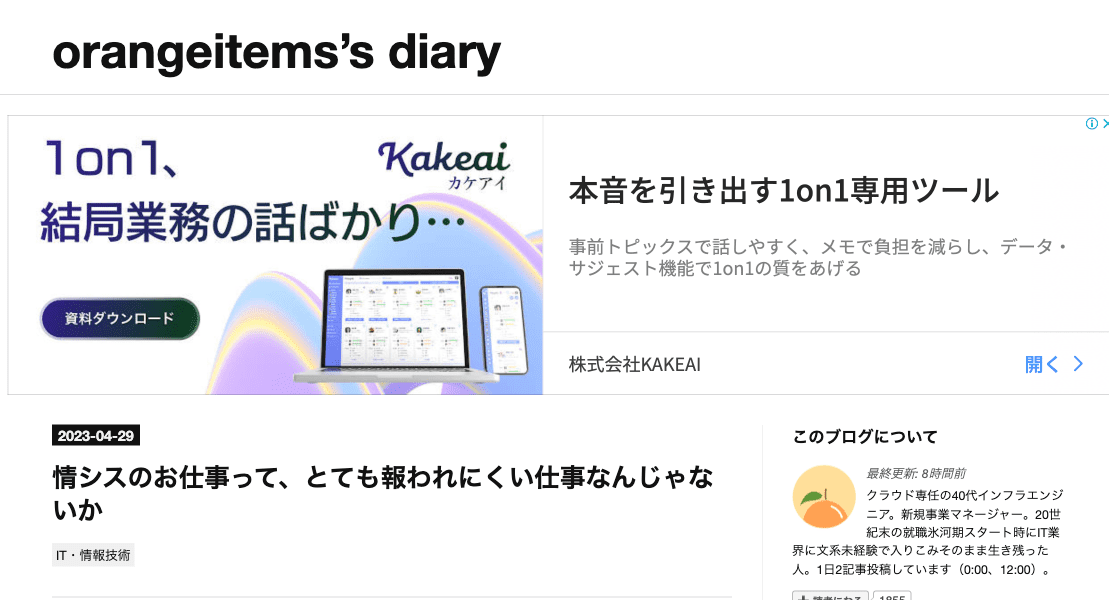 orangeitems’s diary
1on1、
Kakeai
カケアイ
結局業務の話ばかり…
資料ダウンロード
本音を引き出す1on1専用ツール
事前トピックスで話しやすく、メモで負担を減らし、データ・
サジェスト機能で1on1の質をあげる
株式会社KAKEAI
開く
2023-04-29
情シスのお仕事って、とても報われにくい仕事なんじゃな
いか
IT・情報技術
このブログについて
最終更新: 8時間前
クラウド専任の40代インフラエンジ
ニア。新規事業マネージャー。20世
紀末の就職氷河期スタート時にIT業
界に文系未経験で入りこみそのまま生き残った
人。1日2記事投稿しています（0:00、12:00）。
読者になる 1855